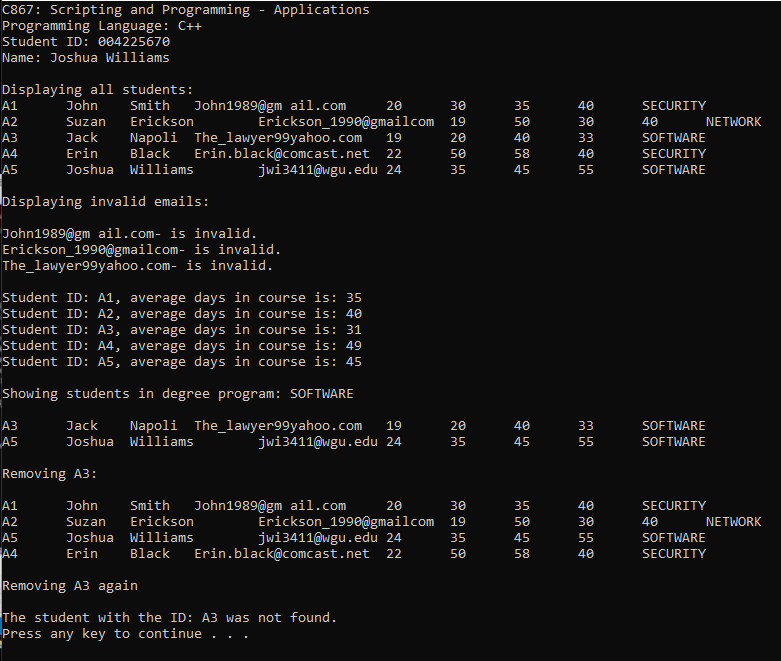 C867: Scripting and Programming - Applications
Programming Language: C++
Student ID: 004225670
Name: Joshua Williams
Displaying all students:
A1 John Smith John1989@gm ail.com 20 30 35 40 SECURITY
A2 Suzan Erickson Erickson_1990@gmailcom 19 50 30 40 NETWORK
A3 Jack Napoli The_lawyer99yahoo.com 19 20 40 33 SOFTWARE
A4 Erin Black Erin.black@comcast.net 22 50 58 40 SECURITY
A5 Joshua Williams jwi3411@wgu.edu 24 35 45 55 SOFTWARE
Displaying invalid emails:
John1989@gm ail.com- is invalid.
Erickson_1990@gmailcom- is invalid.
The_lawyer99yahoo.com- is invalid.
Student ID: A1, average days in course is: 35
Student ID: A2, average days in course is: 40
Student ID: A3, average days in course is: 31
Student ID: A4, average days in course is: 49
Student ID: A5, average days in course is: 45
Showing students in degree program: SOFTWARE
A3 Jack Napoli The_lawyer99yahoo.com 19 20 40 33 SOFTWARE
A5 Joshua Williams jwi3411@wgu.edu 24 35 45 55 SOFTWARE
Removing A3:
A1 John Smith John1989@gm ail.com 20 30 35 40 SECURITY
A2 Suzan Erickson Erickson_1990@gmailcom 19 50 30 40 NETWORK
A5 Joshua Williams jwi3411@wgu.edu 24 35 45 55 SOFTWARE
A4 Erin Black Erin.black@comcast.net 22 50 58 40 SECURITY
Removing A3 again
The student with the ID: A3 was not found.
Press any key to continue . . .